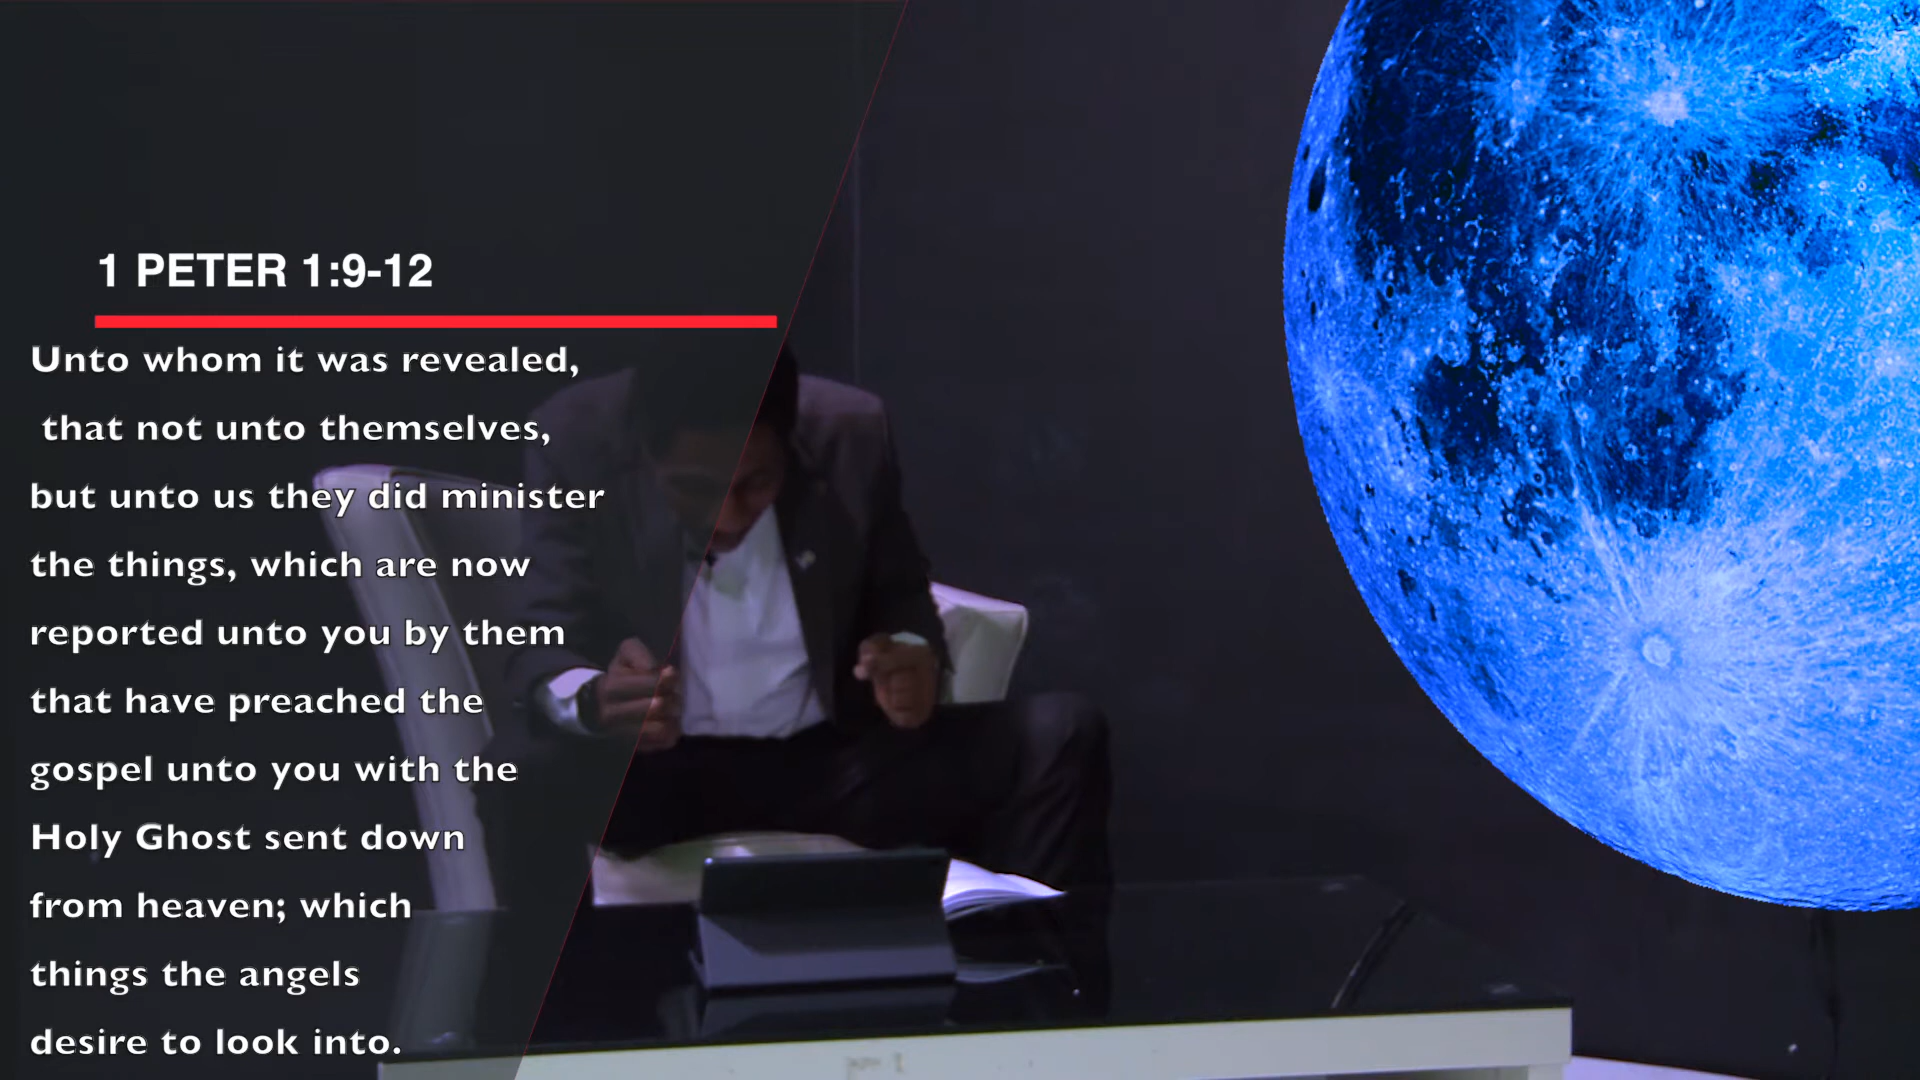 1 PETER 1:9-12
Unto whom it was revealed,
that not unto themselves,
but unto us they did minister
the things, which are now
reported unto you by them
that have preached the
gospel unto you with the
Holy Ghost sent down
from heaven; which
things the angels
desire to look into.